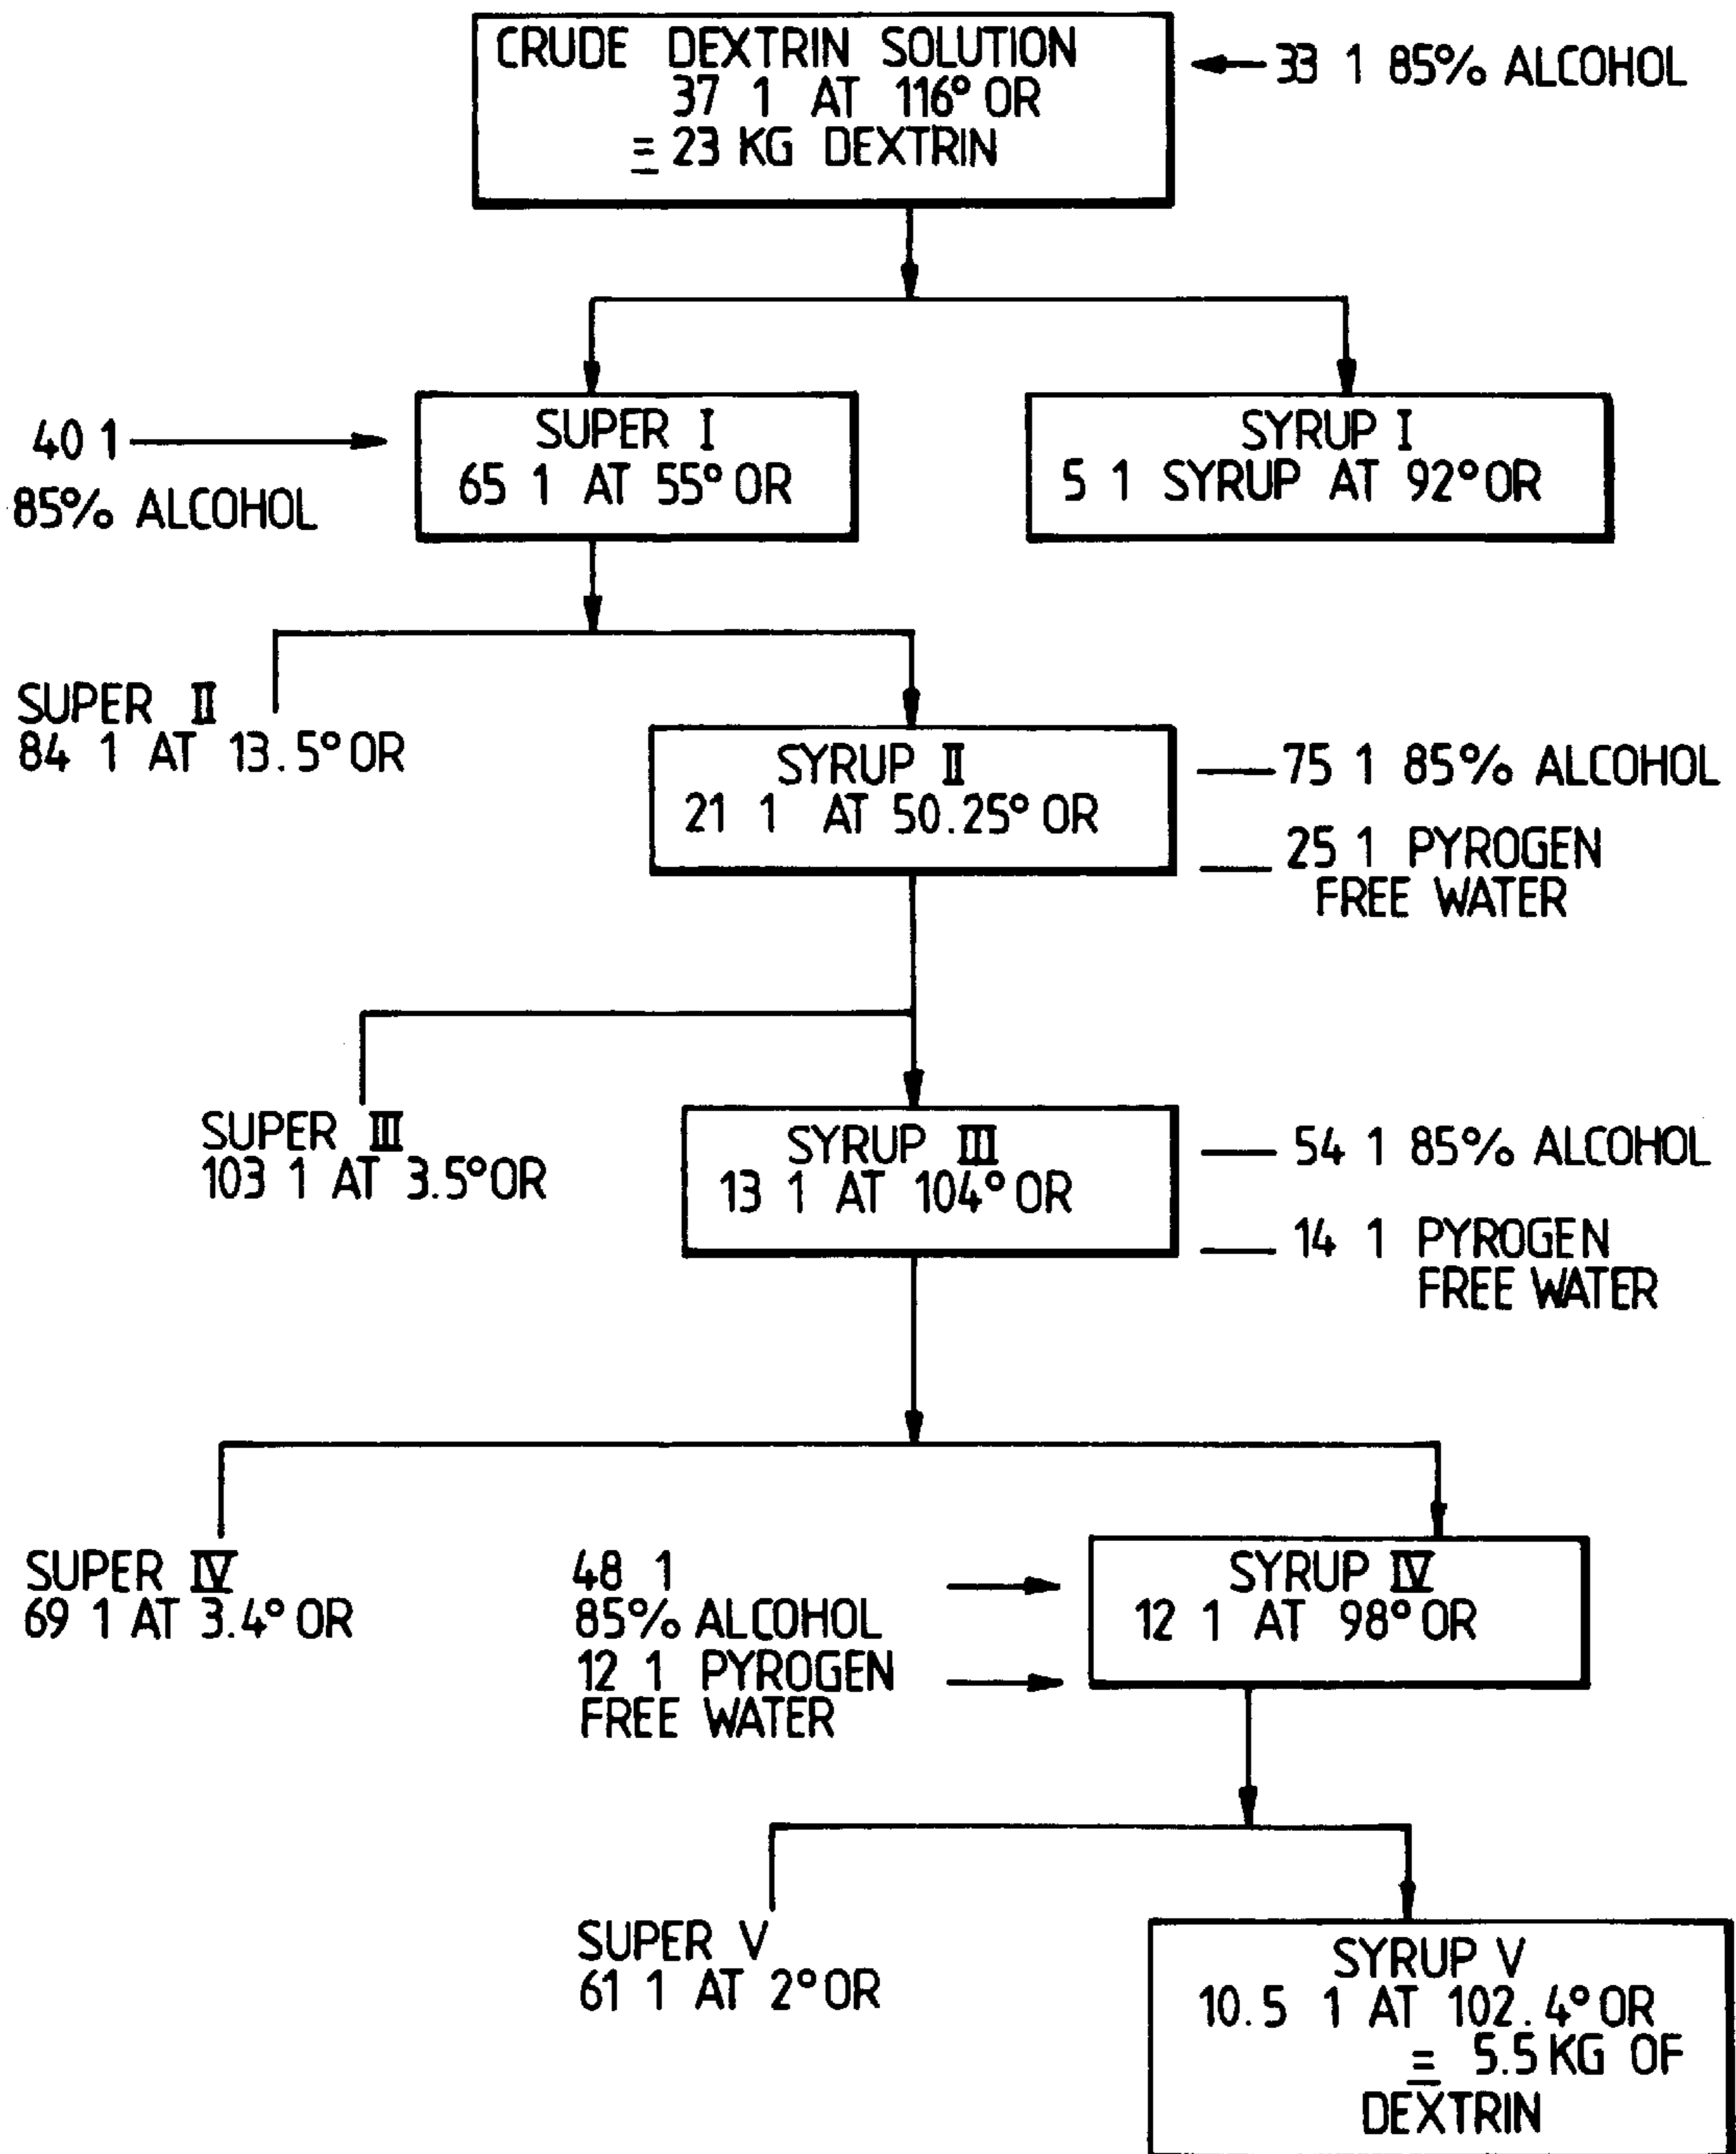 CRUDE DEXTRIN SOLUTION
37 1 AT 116° OR
≡ 23 KG DEXTRIN
33 1 85% ALCOHOL
SUPER I
65 1 AT 55° OR
SYRUP I
5 1 SYRUP AT 92° OR
40 1
85% ALCOHOL
SUPER II
84 1 AT 13.5° OR
SYRUP II
21 1 AT 50.25° OR
75 1 85% ALCOHOL
25 1 PYROGEN
FREE WATER
SUPER III
103 1 AT 3.5° OR
SYRUP III
13 1 AT 104° OR
54 1 85% ALCOHOL
14 1 PYROGEN
FREE WATER
SUPER IV
69 1 AT 3.4° OR
48 1
85% ALCOHOL
12 1 PYROGEN
FREE WATER
SYRUP IV
12 1 AT 98° OR
SUPER V
61 1 AT 2° OR
SYRUP V
10.5 1 AT 102.4° OR
≡ 5.5 KG OF
DEXTRIN